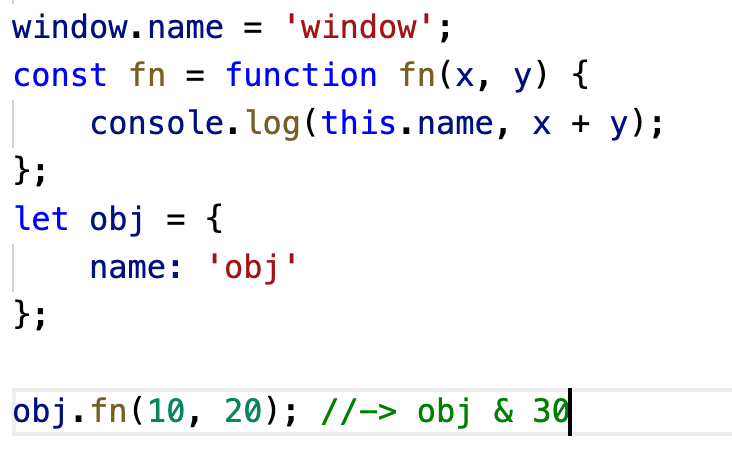 window.name = 'window';
const fn = function fn(x, y) {
    console.log(this.name, x + y);
};
let obj = {
    name: 'obj'
};

obj.fn(10, 20); //-> obj & 30